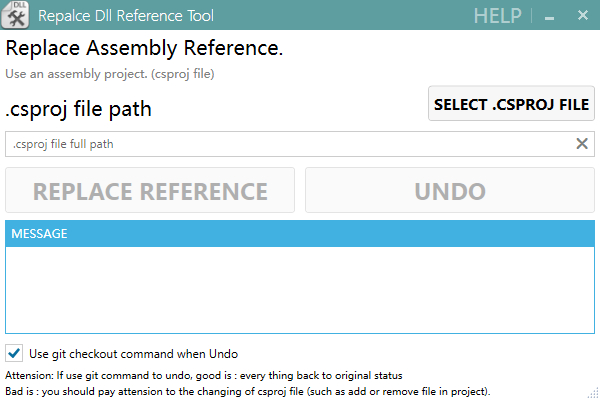 DLL
Repalce Dll Reference Tool HELP
Replace Assembly Reference.
Use an assembly project. (csproj file)
.csproj file path
SELECT .CSPROJ FILE
.csproj file full path
REPLACE REFERENCE UNDO
MESSAGE
Use git checkout command when Undo
Attension: If use git command to undo, good is : every thing back to original status
Bad is : you should pay attension to the changing of csproj file (such as add or remove file in project).